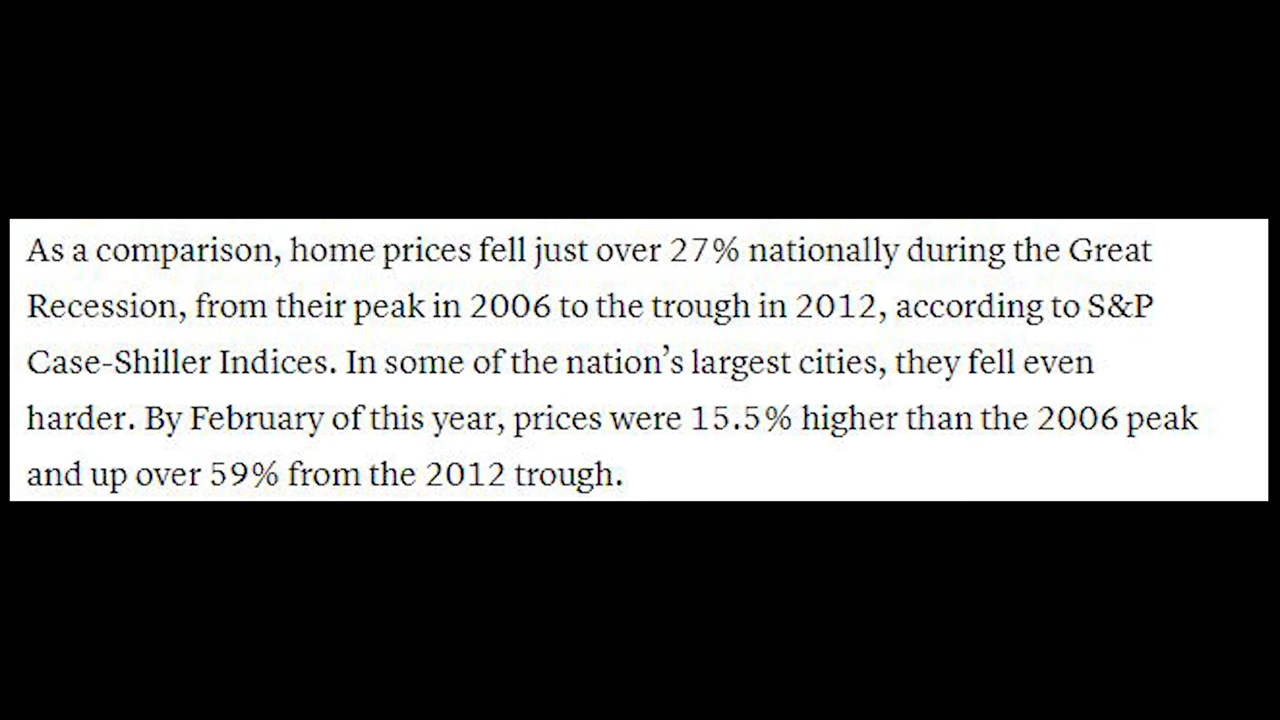 As a comparison, home prices fell just over 27% nationally during the Great
Recession, from their peak in 2006 to the trough in 2012, according to S&P
Case-Shiller Indices. In some of the nation’s largest cities, they fell even
harder. By February of this year, prices were 15.5% higher than the 2006 peak
and up over 59% from the 2012 trough.